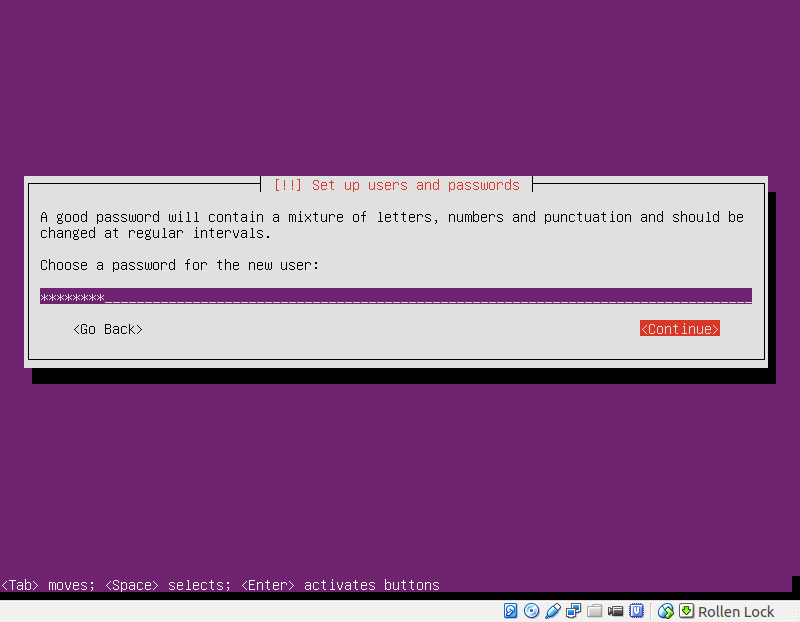 [!!] Set up users and passwords
A good password will contain a mixture of letters, numbers and punctuation and should be
changed at regular intervals.
Choose a password for the new user:
********
<Go Back> <Continue>
<Tab> moves; <Space> selects; <Enter> activates buttons
Rollen Lock